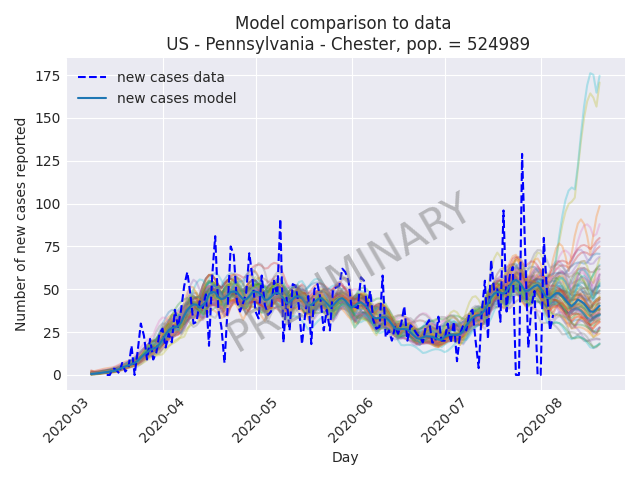 Model comparison to data
US - Pennsylvania - Chester, pop. = 524989
new cases data
new cases model
Number of new cases reported
175
150
125
100
75
50
25
0
PRELIMINARY
2020-03
2020-04
2020-05
2020-06
2020-07
2020-08
Day